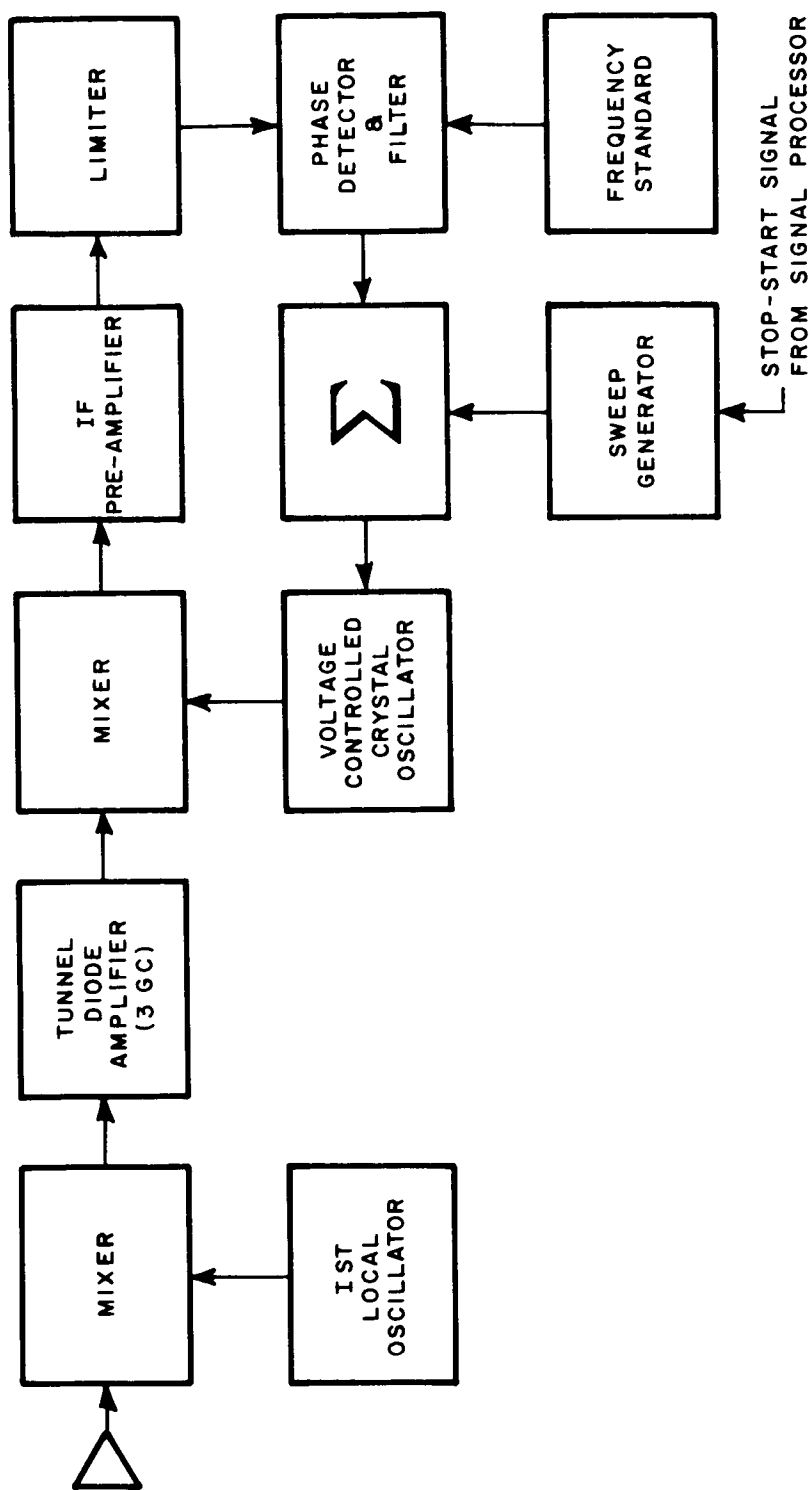 MIXER
TUNNEL
DIODE
AMPLIFIER
(3 GC)
MIXER
IF
PRE-AMPLIFIER
LIMITER
IST
LOCAL
OSCILLATOR
VOLTAGE
CONTROLLED
CRYSTAL
OSCILLATOR
Σ
PHASE
DETECTOR
&
FILTER
SWEEP
GENERATOR
FREQUENCY
STANDARD
STOP-START SIGNAL
FROM SIGNAL PROCESSOR